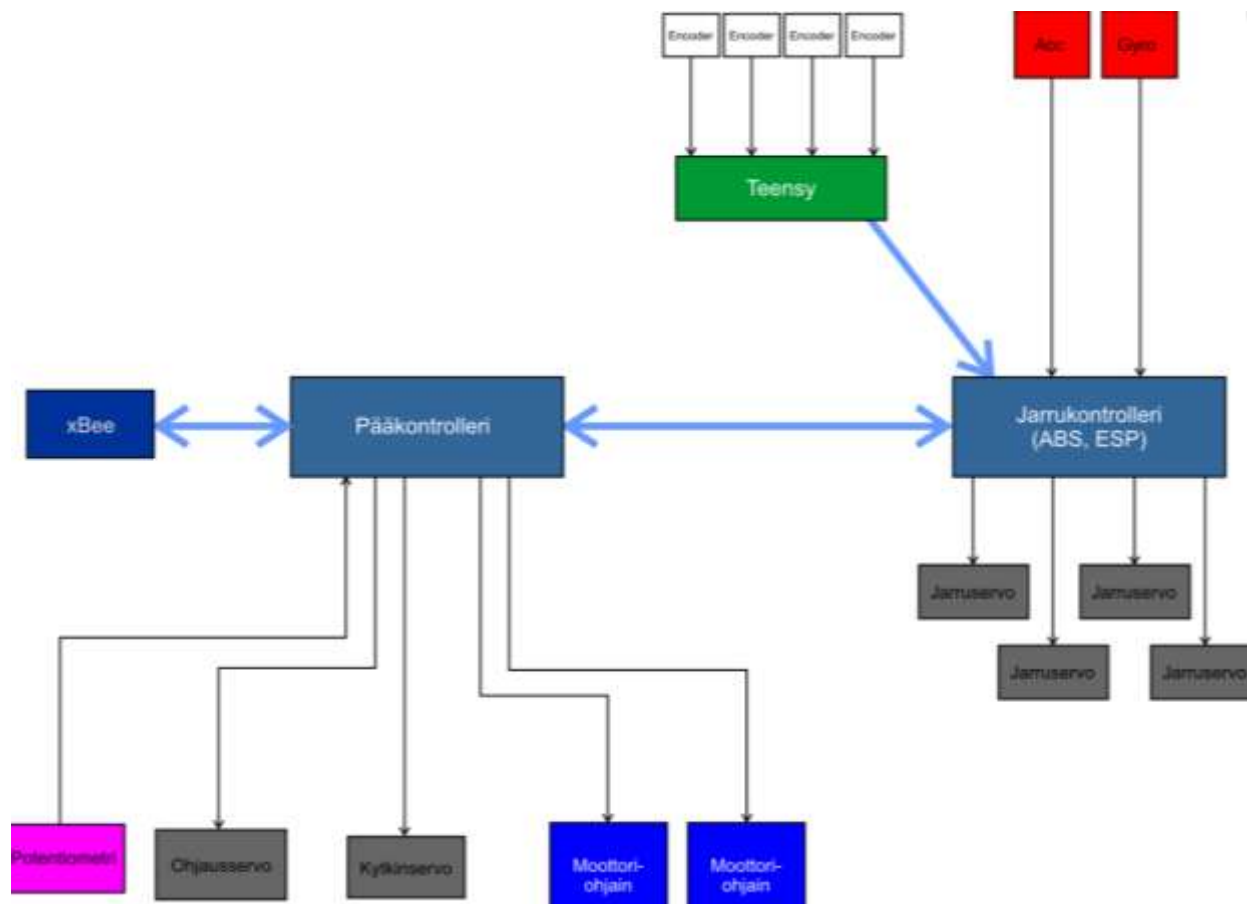 Encoder
Encoder
Encoder
Encoder
Acc
Gyro
Teensy
xBee
Pääkontrolleri
Jarrukontrolleri
(ABS, ESP)
Jarruservo
Jarruservo
Jarruservo
Jarruservo
Potentiometri
Ohjausservo
Kytkinservo
Moottori-
ohjain
Moottori-
ohjain